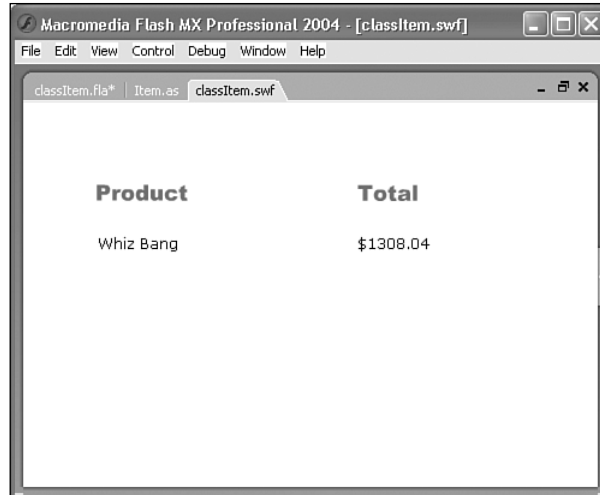 Macromedia Flash MX Professional 2004 - [classItem.swf]
File Edit View Control Debug Window Help
classItem.fla* Item.as classItem.swf
Product Total
Whiz Bang $1308.04